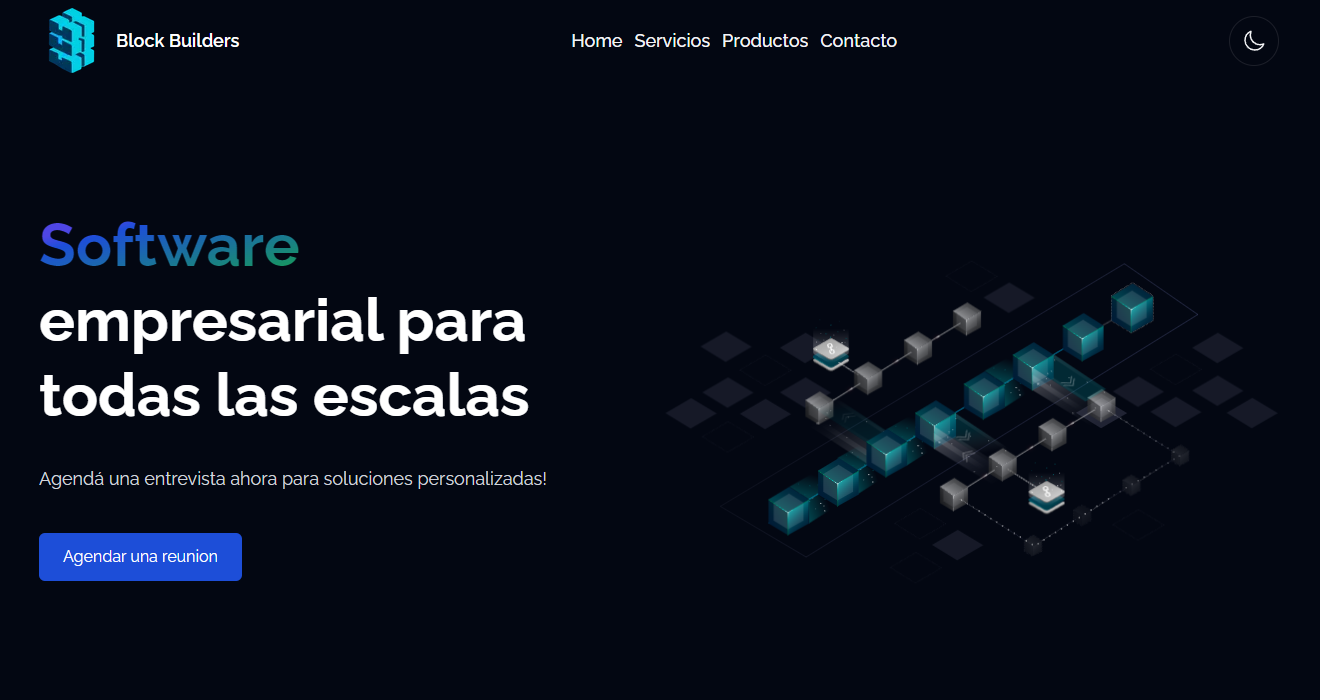 Block Builders
Home Servicios Productos Contacto
Software
empresarial para
todas las escalas
Agendá una entrevista ahora para soluciones personalizadas!
Agendar una reunion